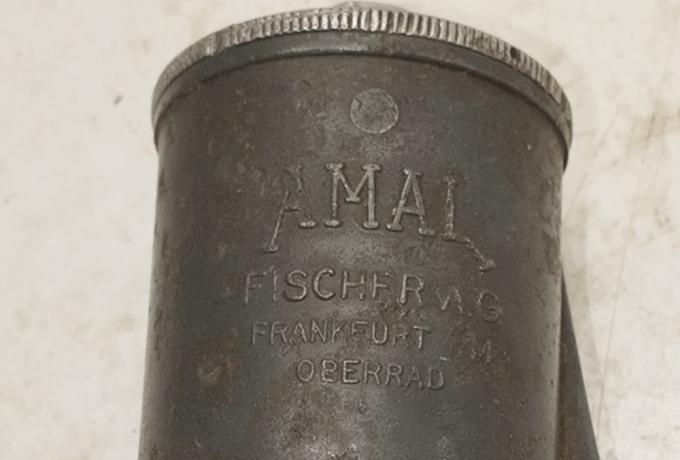 AMAL
FISCHER A.G
FRANKFURT /M
OBERRAD